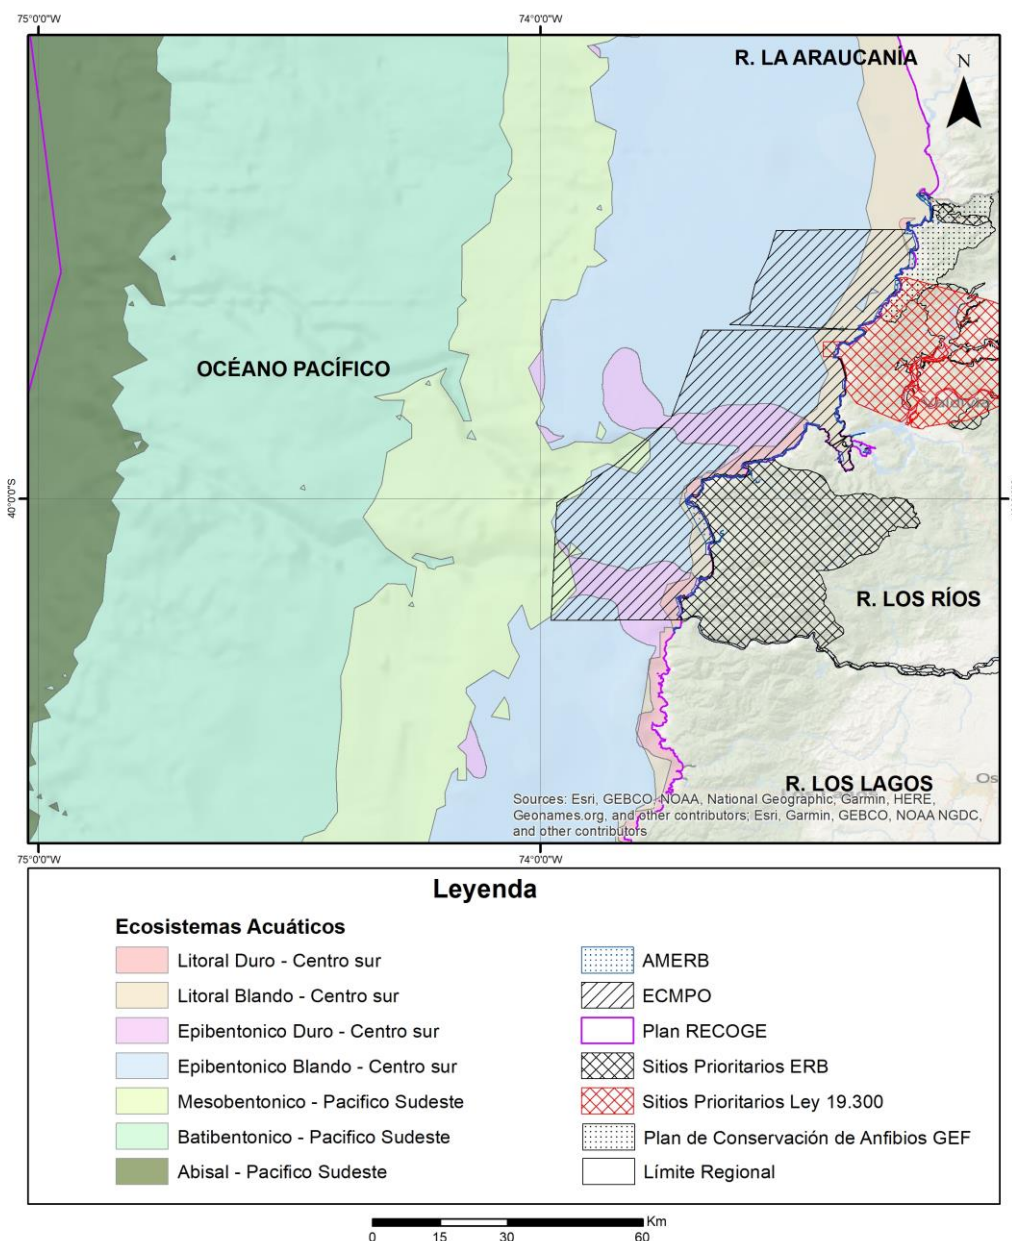 75°0'0"W
74°0'0"W
R. LA ARAUCANÍA
N
OCÉANO PACÍFICO
Valdivia
40°0'0"S
R. LOS RÍOS
R. LOS LAGOS
Os
Sources: Esri, GEBCO, NOAA, National Geographic, Garmin, HERE,
Geonames.org, and other contributors; Esri, Garmin, GEBCO, NOAA NGDC,
and other contributors
75°0'0"W
74°0'0"W
Leyenda
Ecosistemas Acuáticos
Litoral Duro - Centro sur
Litoral Blando - Centro sur
Epibentonico Duro - Centro sur
Epibentonico Blando - Centro sur
Mesobentonico - Pacifico Sudeste
Batibentonico - Pacifico Sudeste
Abisal - Pacifico Sudeste
AMERB
ECMPO
Plan RECOGE
Sitios Prioritarios ERB
Sitios Prioritarios Ley 19.300
Plan de Conservación de Anfibios GEF
Límite Regional
Km
0 15 30 60